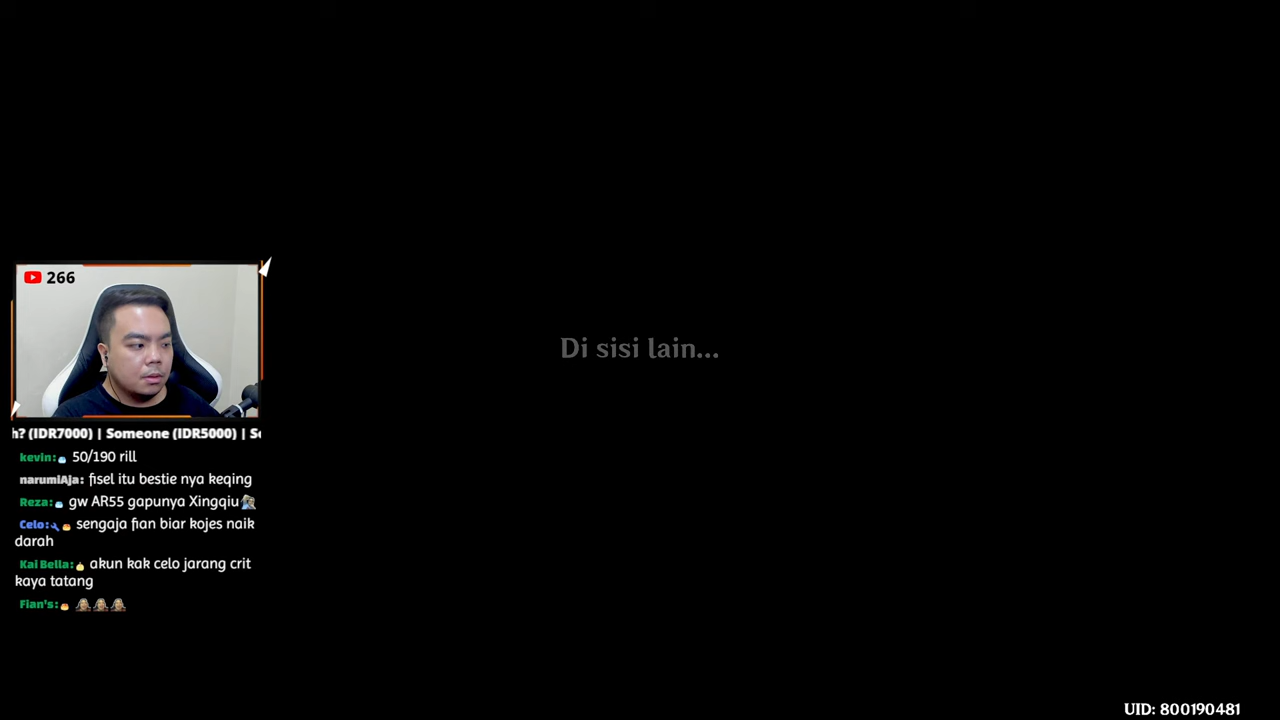 266
Di sisi lain...
h? (IDR7000) | Someone (IDR5000) | S
kevin: 50/190 rill
narumiAja: fisel itu bestie nya keqing
Reza: gw AR55 gapunya Xingqiu
Celo: sengaja fian biar kojes naik
darah
Kai Bella: akun kak celo jarang crit
kaya tatang
Fian's:
UID: 800190481